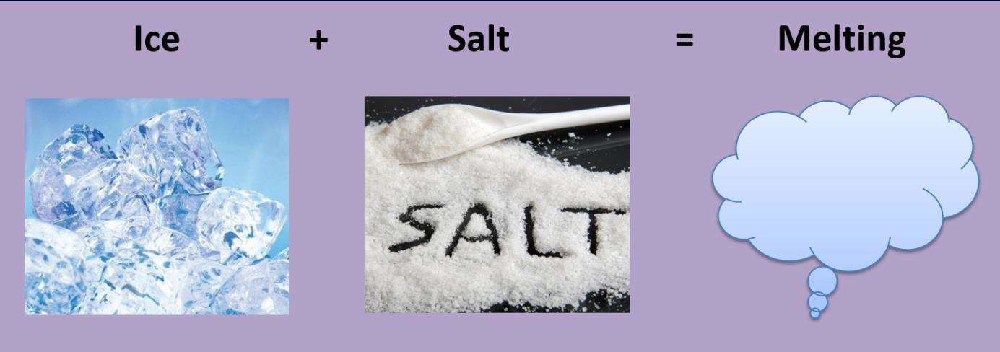 Ice + Salt = Melting
SALT